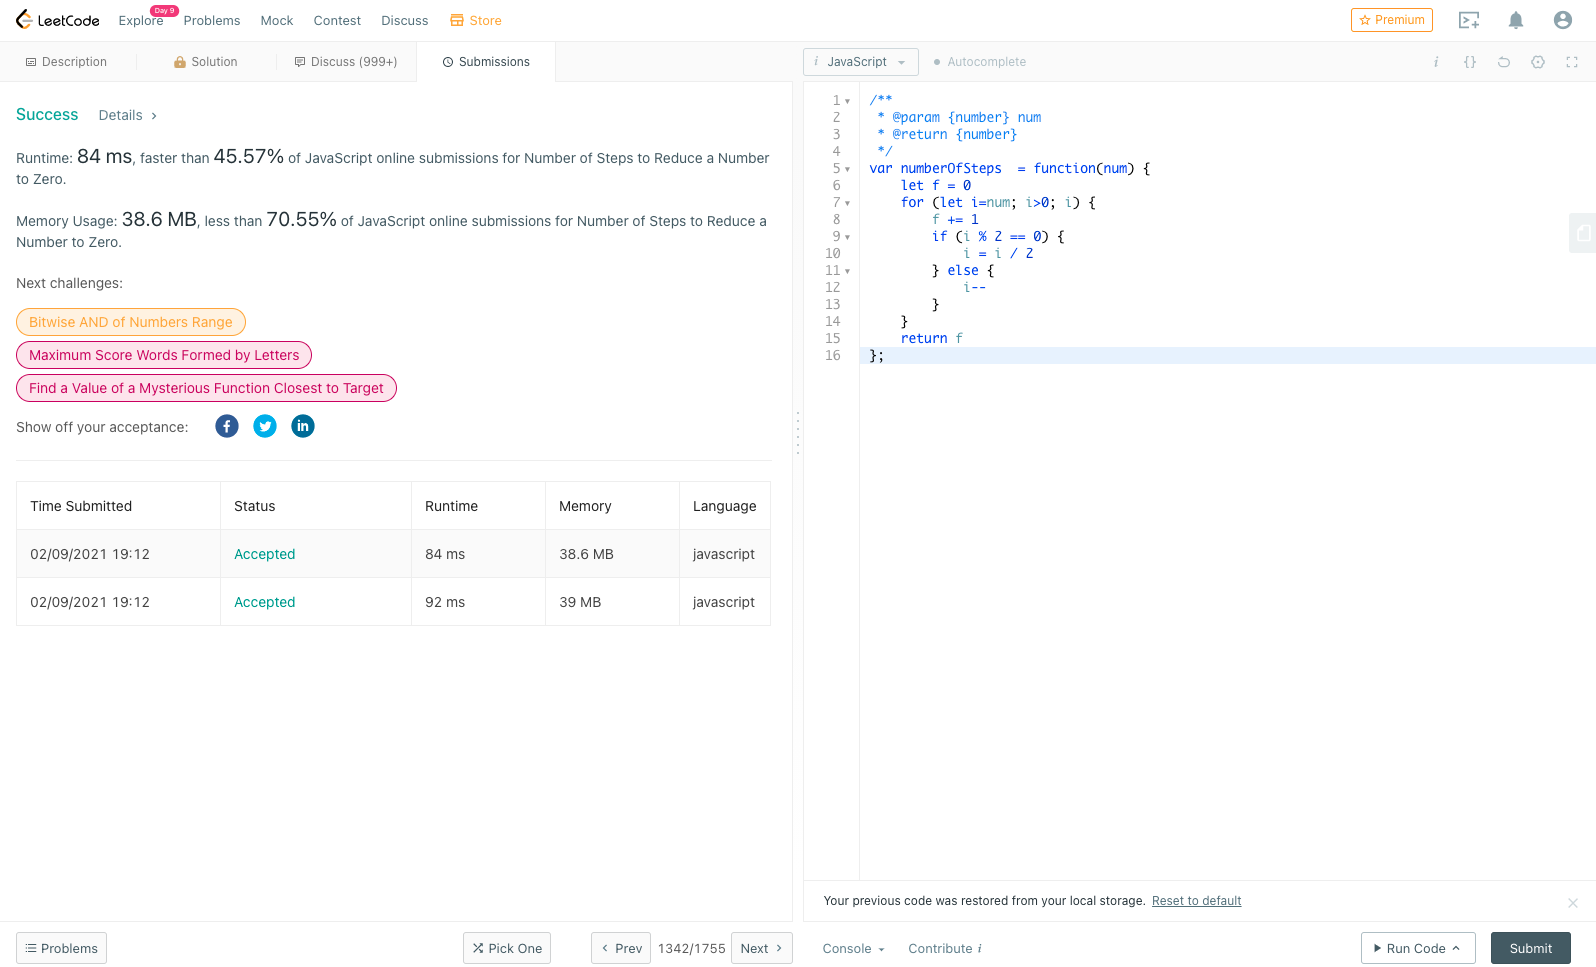 LeetCode Explore Day 9 Problems Mock Contest Discuss Store Premium
Description Solution Discuss (999+) Submissions
Success Details >
Runtime: 84 ms, faster than 45.57% of JavaScript online submissions for Number of Steps to Reduce a Number
to Zero.
Memory Usage: 38.6 MB, less than 70.55% of JavaScript online submissions for Number of Steps to Reduce a
Number to Zero.
Next challenges:
Bitwise AND of Numbers Range
Maximum Score Words Formed by Letters
Find a Value of a Mysterious Function Closest to Target
Show off your acceptance:
Time Submitted Status Runtime Memory Language
02/09/2021 19:12 Accepted 84 ms 38.6 MB javascript
02/09/2021 19:12 Accepted 92 ms 39 MB javascript
Problems Pick One < Prev 1342/1755 Next >
i JavaScript Autocomplete i {}
1 /**
2  * @param {number} num
3  * @return {number}
4  */
5 var numberOfSteps  = function(num) {
6     let f = 0
7     for (let i=num; i>0; i) {
8         f += 1
9         if (i % 2 == 0) {
10             i = i / 2
11         } else {
12             i--
13         }
14     }
15     return f
16 };
Your previous code was restored from your local storage. Reset to default
Console Contribute i Run Code Submit